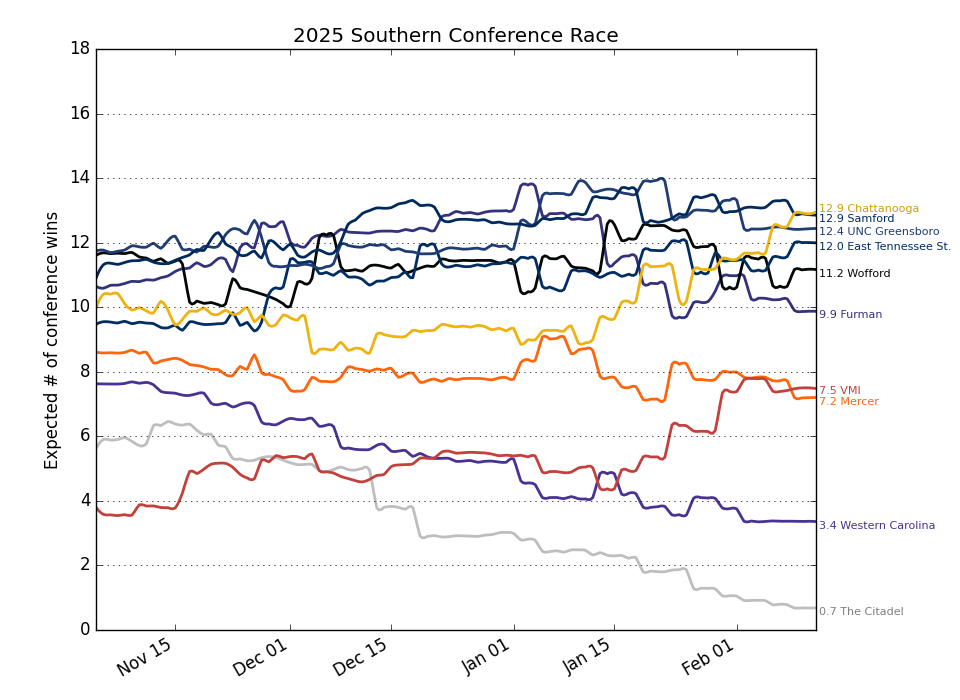 2025 Southern Conference Race
Expected # of conference wins
18
16
14
12
10
8
6
4
2
0
Nov 15
Dec 01
Dec 15
Jan 01
Jan 15
Feb 01
12.9 Chattanooga
12.9 Samford
12.4 UNC Greensboro
12.0 East Tennessee St.
11.2 Wofford
9.9 Furman
7.5 VMI
7.2 Mercer
3.4 Western Carolina
0.7 The Citadel